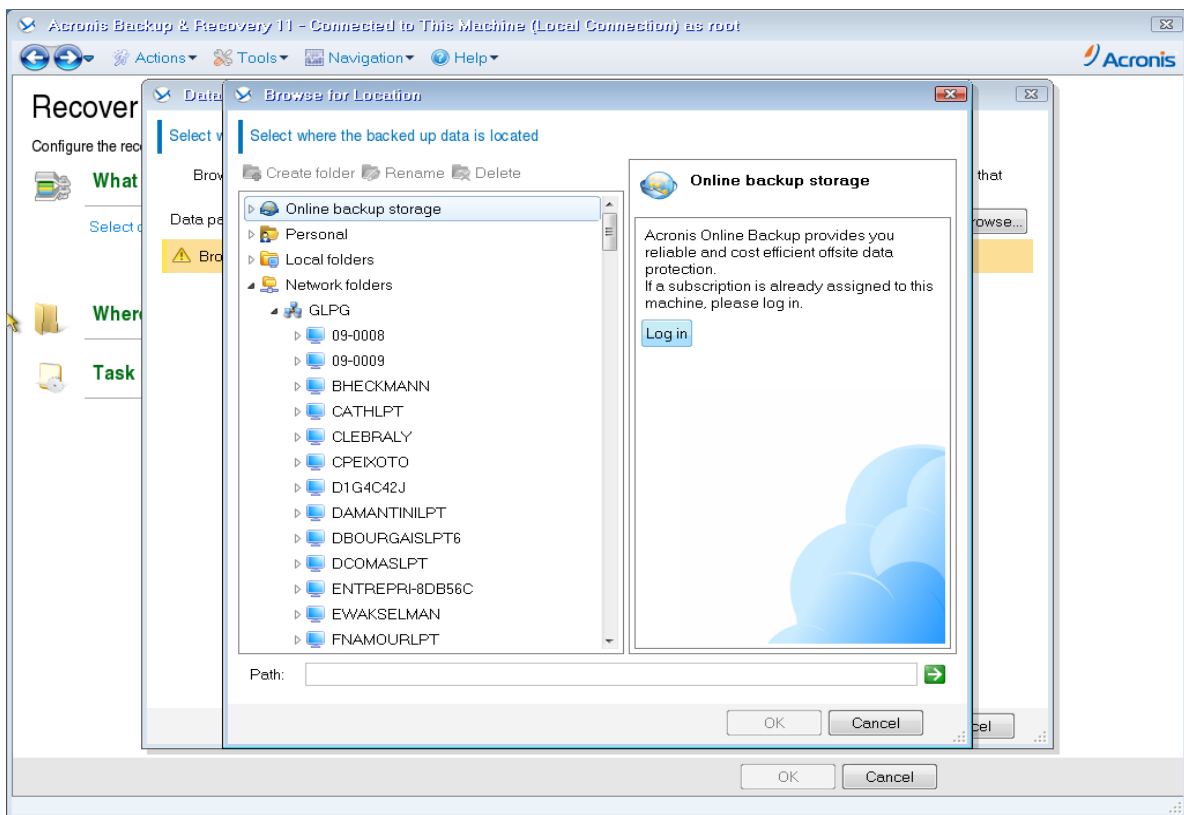 Acronis Backup & Recovery 11 - Connected to This Machine (Local Connection) as root
Actions Tools Navigation Help
Acronis
Recover
Configure the reco
What
Select d
Where
Task
Data
Select w
Brow
that
Data pa
rowse...
Bro
cel
Browse for Location
Select where the backed up data is located
Create folder Rename Delete
Online backup storage
Personal
Local folders
Network folders
GLPG
09-0008
09-0009
BHECKMANN
CATHLPT
CLEBRALY
CPEIXOTO
D1G4C42J
DAMANTINILPT
DBOURGAISLPT6
DCOMASLPT
ENTREPRI-8DB56C
EWAKSELMAN
FNAMOURLPT
Online backup storage
Acronis Online Backup provides you
reliable and cost efficient offsite data
protection.
If a subscription is already assigned to this
machine, please log in.
Log in
Path:
OK Cancel
OK Cancel